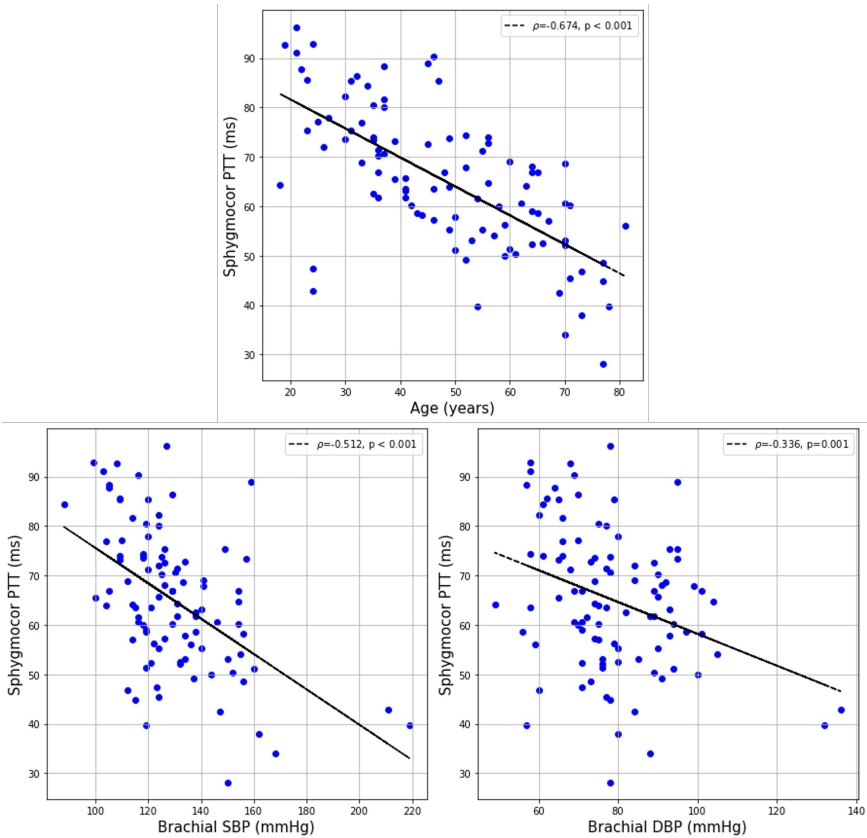 ρ=-0.674, p < 0.001
90
80
70
60
50
40
30
Sphygmocor PTT (ms)
20 30 40 50 60 70 80
Age (years)
ρ=-0.512, p < 0.001
90
80
70
60
50
40
30
Sphygmocor PTT (ms)
100 120 140 160 180 200 220
Brachial SBP (mmHg)
ρ=-0.336, p=0.001
90
80
70
60
50
40
30
Sphygmocor PTT (ms)
60 80 100 120 140
Brachial DBP (mmHg)